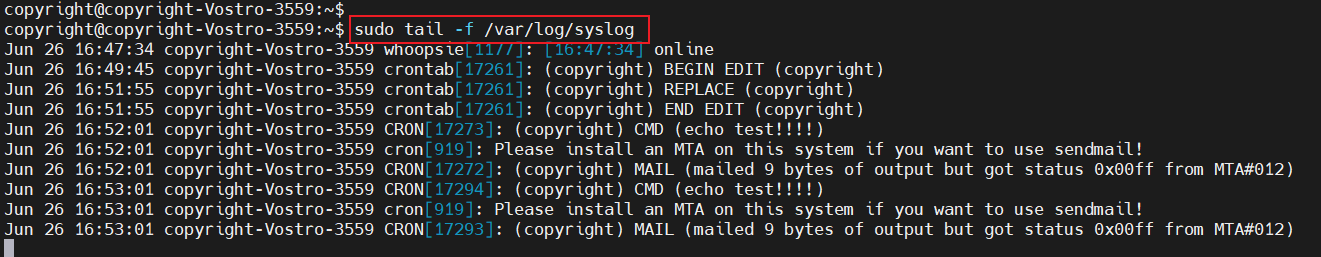 copyright@copyright-Vostro-3559:~$
copyright@copyright-Vostro-3559:~$ sudo tail -f /var/log/syslog
Jun 26 16:47:34 copyright-Vostro-3559 whoopsie[1177]: [16:47:34] online
Jun 26 16:49:45 copyright-Vostro-3559 crontab[17261]: (copyright) BEGIN EDIT (copyright)
Jun 26 16:51:55 copyright-Vostro-3559 crontab[17261]: (copyright) REPLACE (copyright)
Jun 26 16:51:55 copyright-Vostro-3559 crontab[17261]: (copyright) END EDIT (copyright)
Jun 26 16:52:01 copyright-Vostro-3559 CRON[17273]: (copyright) CMD (echo test!!!!)
Jun 26 16:52:01 copyright-Vostro-3559 cron[919]: Please install an MTA on this system if you want to use sendmail!
Jun 26 16:52:01 copyright-Vostro-3559 CRON[17272]: (copyright) MAIL (mailed 9 bytes of output but got status 0x00ff from MTA#012)
Jun 26 16:53:01 copyright-Vostro-3559 CRON[17294]: (copyright) CMD (echo test!!!!)
Jun 26 16:53:01 copyright-Vostro-3559 cron[919]: Please install an MTA on this system if you want to use sendmail!
Jun 26 16:53:01 copyright-Vostro-3559 CRON[17293]: (copyright) MAIL (mailed 9 bytes of output but got status 0x00ff from MTA#012)